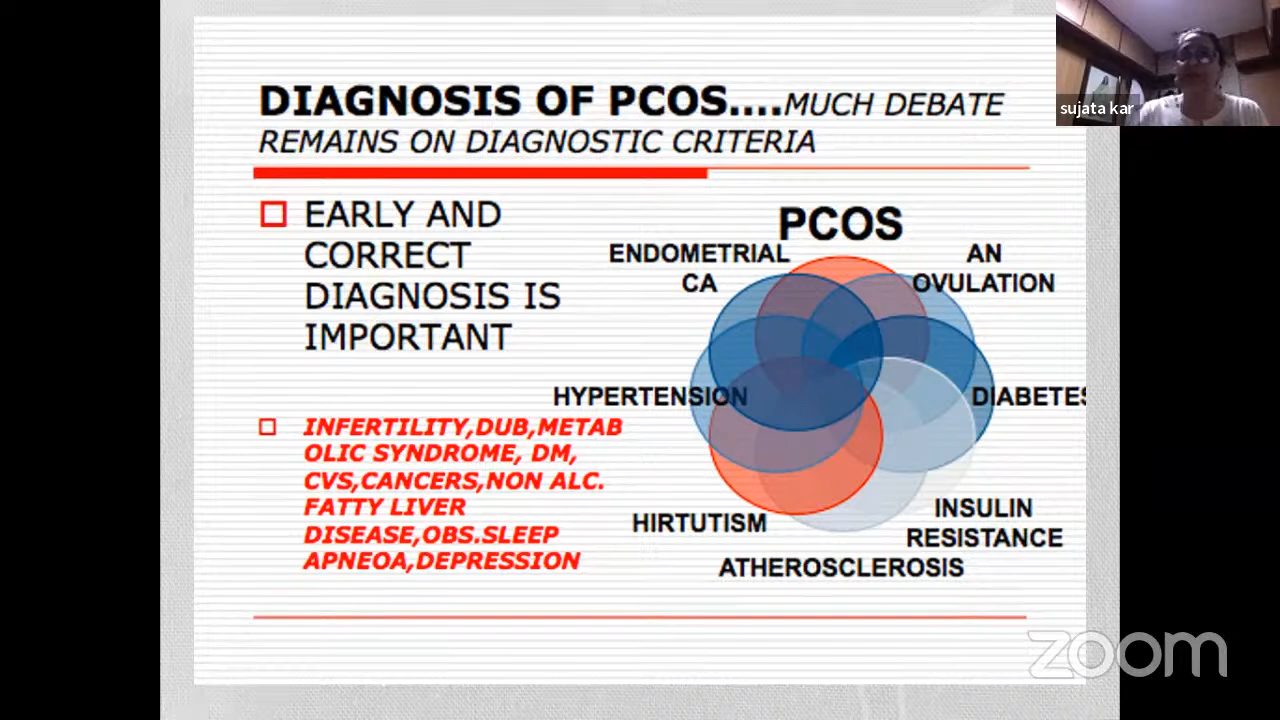 DIAGNOSIS OF PCOS....MUCH DEBATE
REMAINS ON DIAGNOSTIC CRITERIA
EARLY AND
CORRECT
DIAGNOSIS IS
IMPORTANT
INFERTILITY,DUB,METAB
OLIC SYNDROME, DM,
CVS,CANCERS,NON ALC.
FATTY LIVER
DISEASE,OBS.SLEEP
APNEOA,DEPRESSION
PCOS
ENDOMETRIAL
CA
AN
OVULATION
HYPERTENSION
DIABETES
HIRTUTISM
INSULIN
RESISTANCE
ATHEROSCLEROSIS
sujata kar
zoom